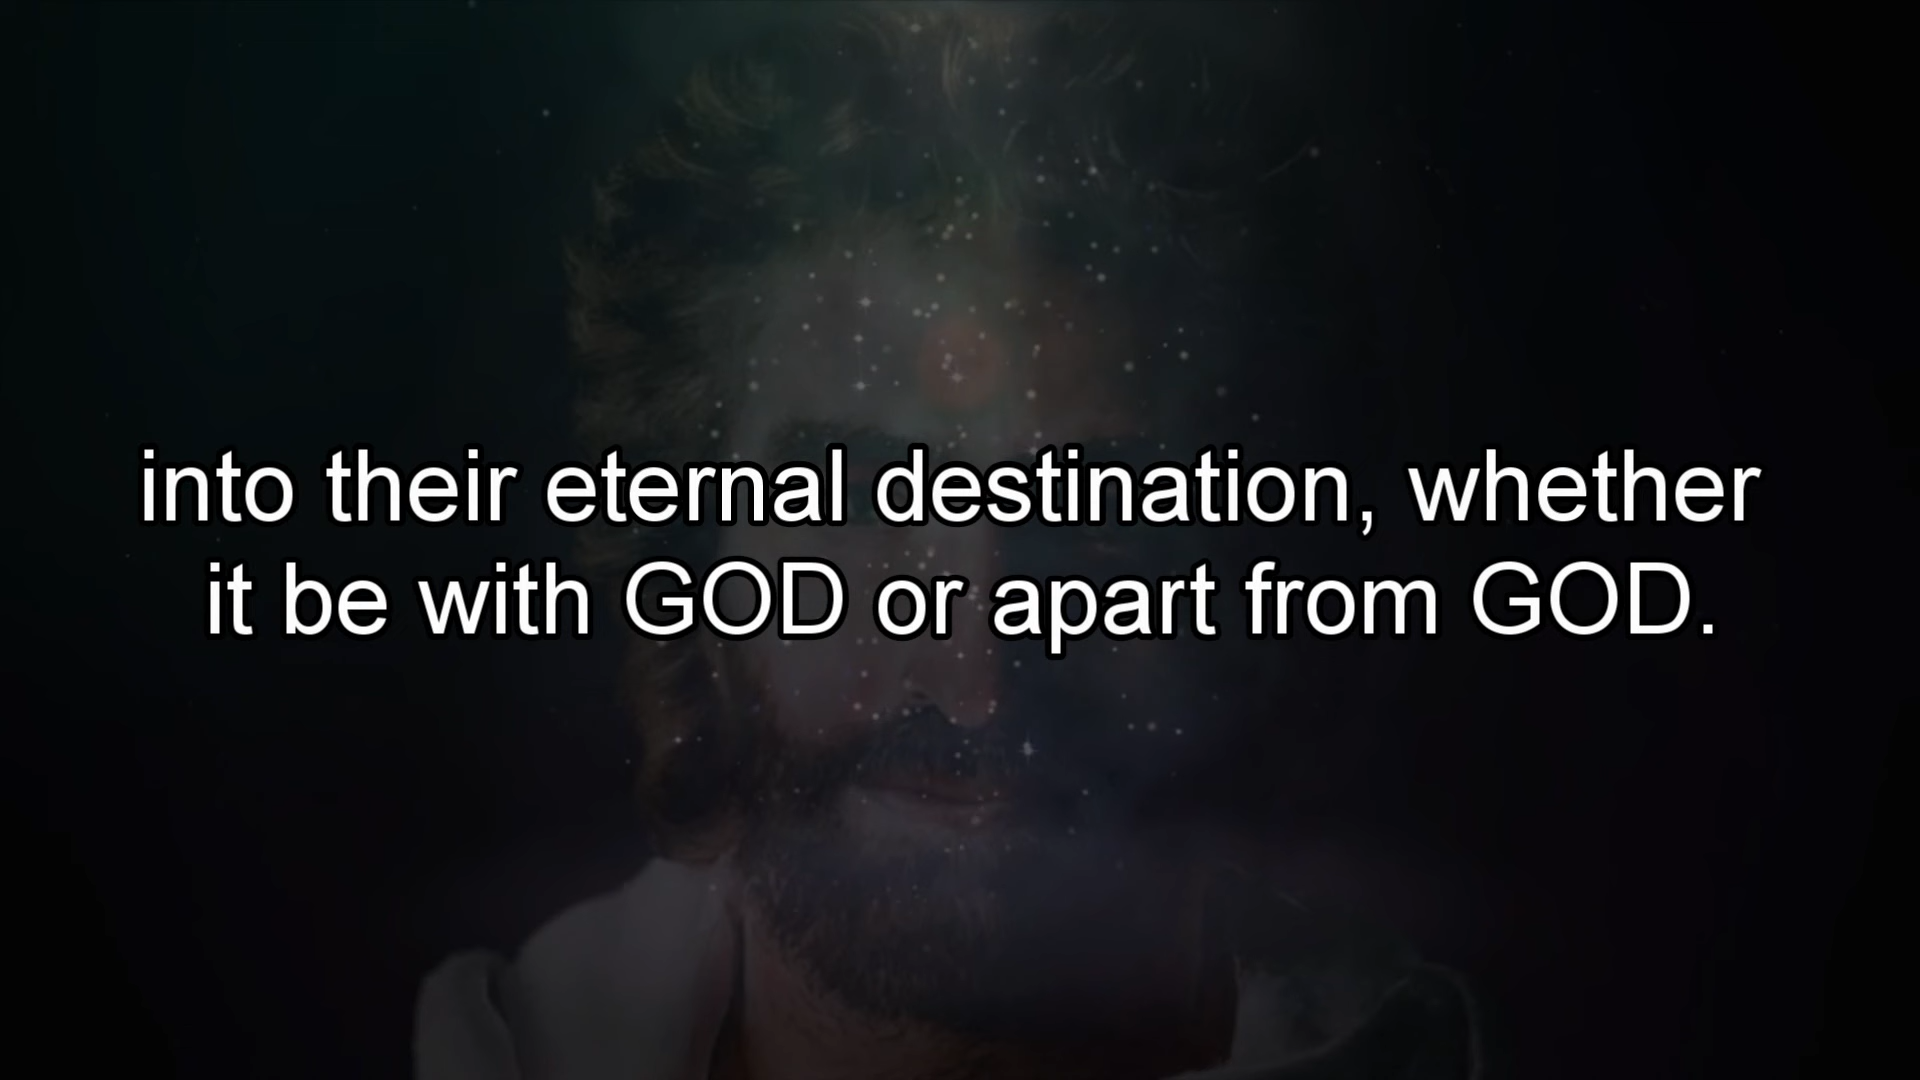 into their eternal destination, whether
it be with GOD or apart from GOD.